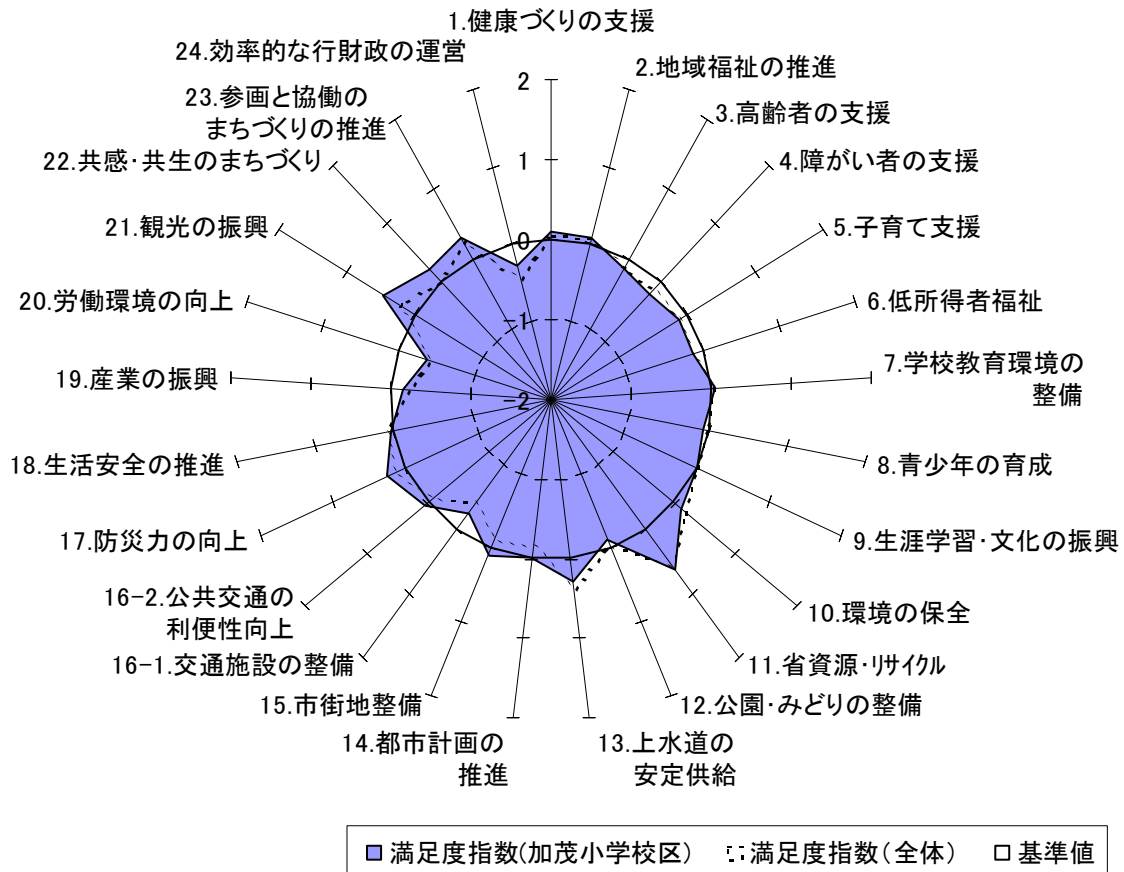 1.健康づくりの支援
2.地域福祉の推進
3.高齢者の支援
4.障がい者の支援
5.子育て支援
6.低所得者福祉
7.学校教育環境の
整備
8.青少年の育成
9.生涯学習・文化の振興
10.環境の保全
11.省資源・リサイクル
12.公園・みどりの整備
13.上水道の
安定供給
14.都市計画の
推進
15.市街地整備
16-1.交通施設の整備
16-2.公共交通の
利便性向上
17.防災力の向上
18.生活安全の推進
19.産業の振興
20.労働環境の向上
21.観光の振興
22.共感・共生のまちづくり
23.参画と協働の
まちづくりの推進
24.効率的な行財政の運営
2
1
0
-1
-2
満足度指数(加茂小学校区) 満足度指数(全体) 基準値